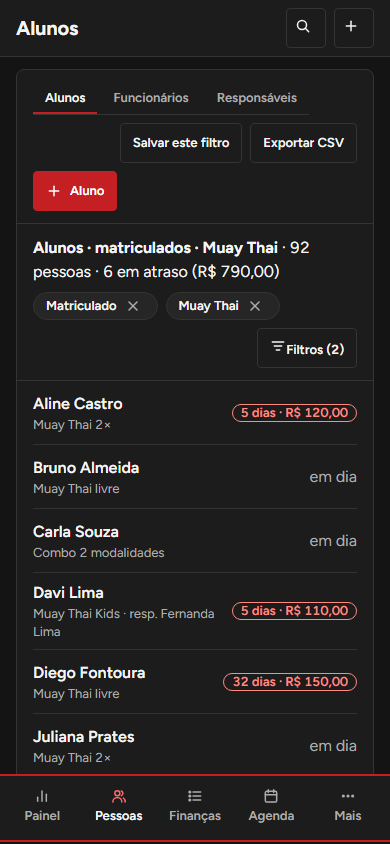 Alunos
Alunos Funcionários Responsáveis
Salvar este filtro Exportar CSV
+ Aluno
Alunos · matriculados · Muay Thai · 92
pessoas · 6 em atraso (R$ 790,00)
Matriculado × Muay Thai ×
Filtros (2)
Aline Castro
Muay Thai 2×
5 dias · R$ 120,00
Bruno Almeida
Muay Thai livre
em dia
Carla Souza
Combo 2 modalidades
em dia
Davi Lima
Muay Thai Kids · resp. Fernanda
Lima
5 dias · R$ 110,00
Diego Fontoura
Muay Thai livre
32 dias · R$ 150,00
Juliana Prates
Muay Thai 2×
em dia
Painel Pessoas Finanças Agenda Mais